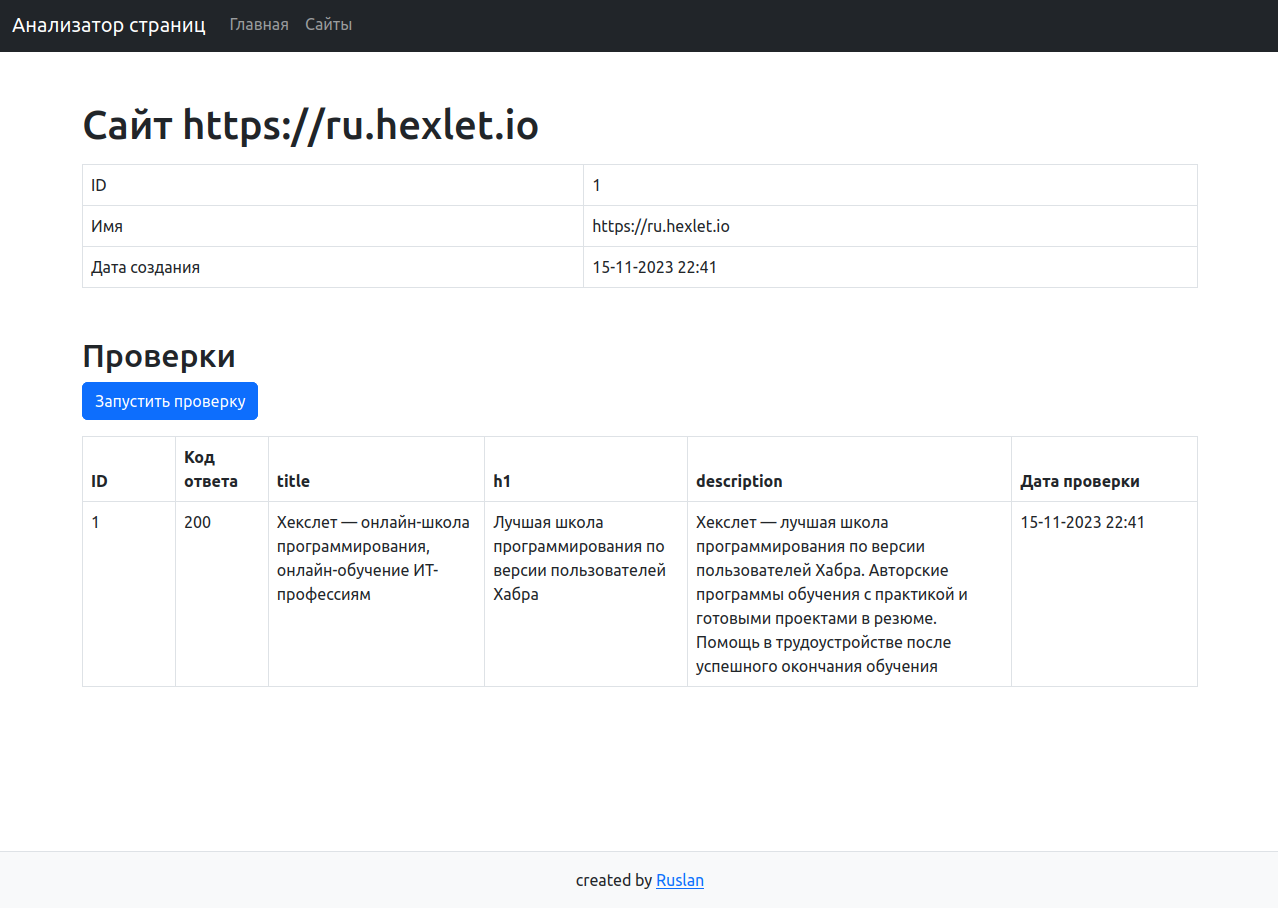 Анализатор страниц Главная Сайты
Сайт https://ru.hexlet.io
ID 1
Имя https://ru.hexlet.io
Дата создания 15-11-2023 22:41
Проверки
Запустить проверку
ID
Код
ответа
title
h1
description
Дата проверки
1
200
Хекслет — онлайн-школа
программирования,
онлайн-обучение ИТ-
профессиям
Лучшая школа
программирования по
версии пользователей
Хабра
Хекслет — лучшая школа
программирования по версии
пользователей Хабра. Авторские
программы обучения с практикой и
готовыми проектами в резюме.
Помощь в трудоустройстве после
успешного окончания обучения
15-11-2023 22:41
created by Ruslan